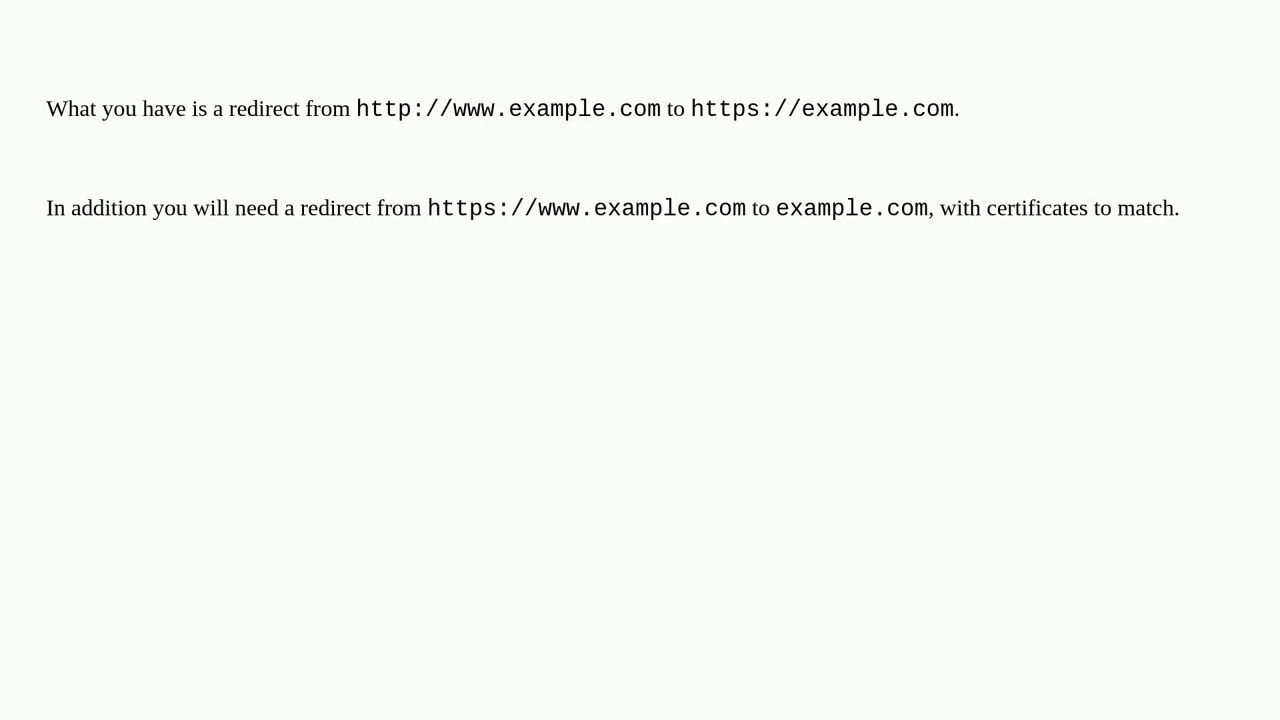 What you have is a redirect from http://www.example.com to https://example.com.
In addition you will need a redirect from https://www.example.com to example.com, with certificates to match.